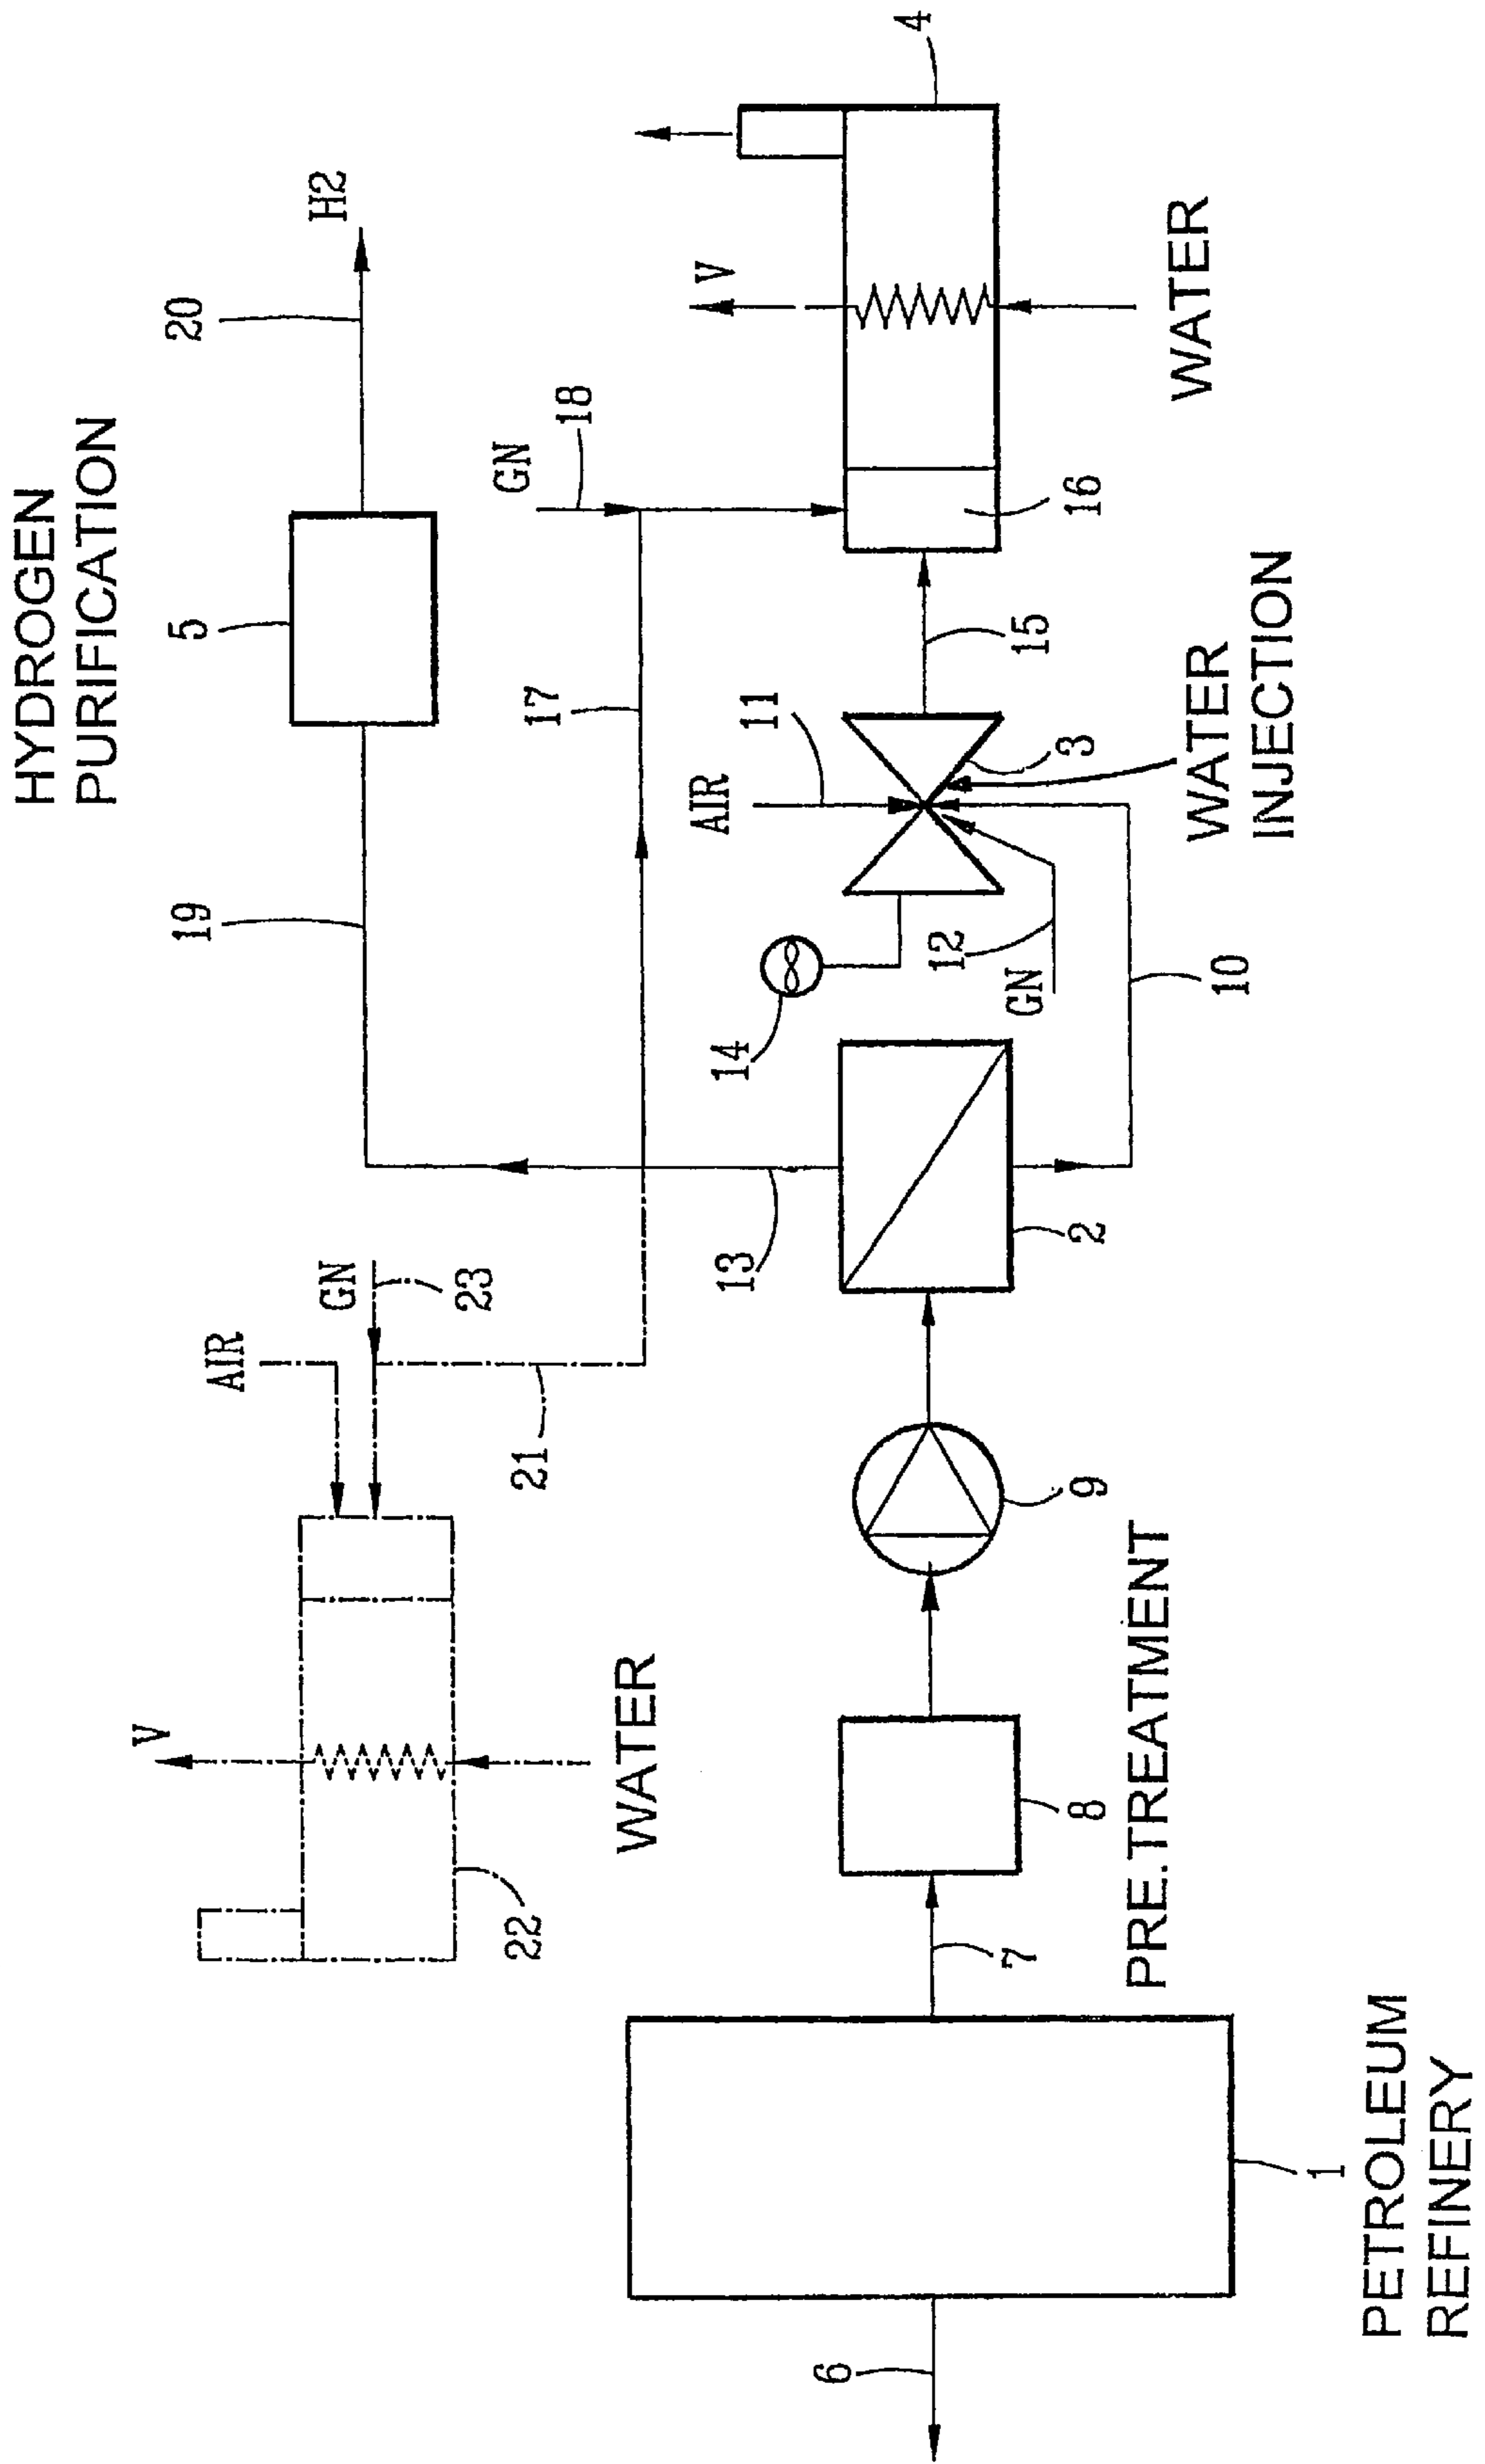 HYDROGEN
PURIFICATION
V
19
5
20
AIR
GN
H2
23
22
21
17
GN
18
WATER
14
13
AIR
11
V
6
12
GN
4
7
15
8
9
2
3
16
PRE.TREATMENT
10
WATER
INJECTION
WATER
1
PETROLEUM
REFINERY